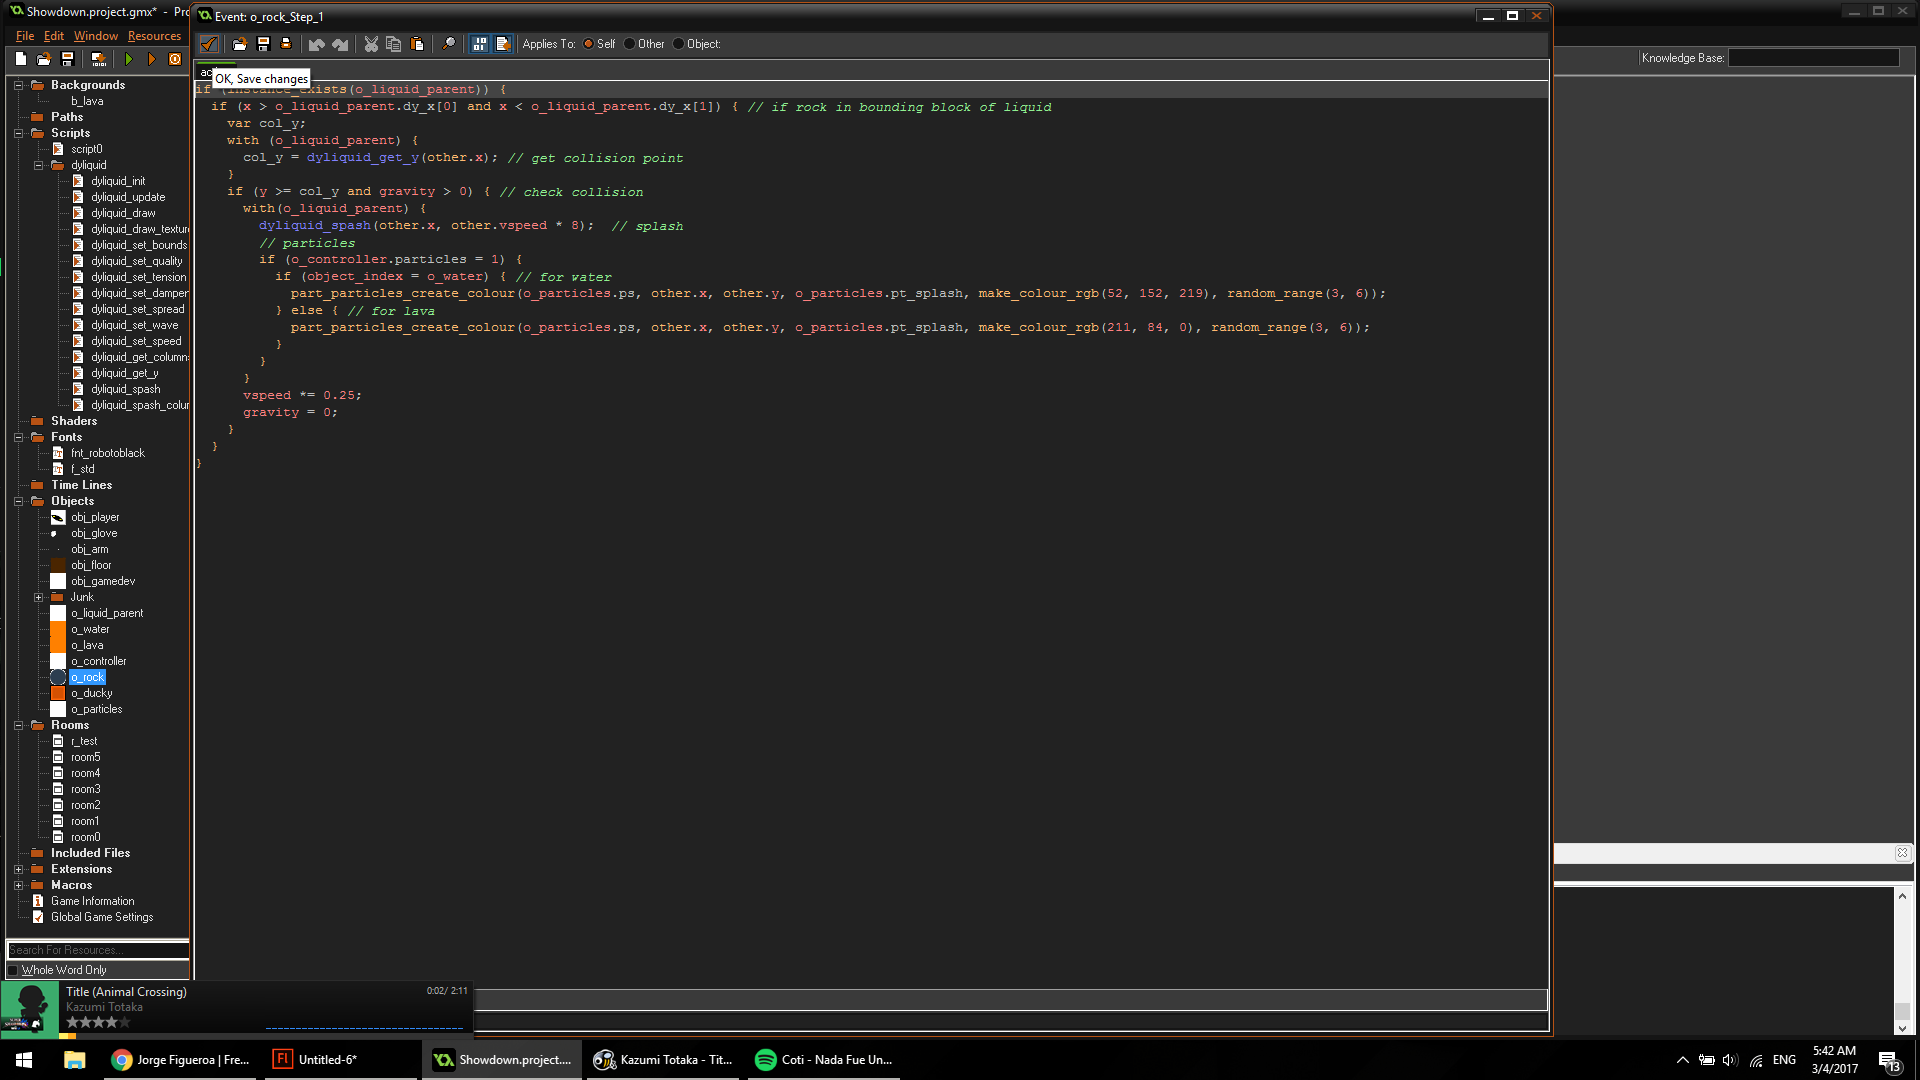 Showdown.project.gmx* - Pro
File Edit Window Resources
Event: o_rock_Step_1
Applies To: Self Other Object:
Knowledge Base:
OK, Save changes
Backgrounds
b_lava
Paths
Scripts
script0
dyliquid
dyliquid_init
dyliquid_update
dyliquid_draw
dyliquid_draw_texture
dyliquid_set_bounds
dyliquid_set_quality
dyliquid_set_tension
dyliquid_set_dampen
dyliquid_set_spread
dyliquid_set_wave
dyliquid_set_speed
dyliquid_get_columns
dyliquid_get_y
dyliquid_spash
dyliquid_spash_colur
Shaders
Fonts
fnt_robotoblack
f_std
Time Lines
Objects
obj_player
obj_glove
obj_arm
obj_floor
obj_gamedev
Junk
o_liquid_parent
o_water
o_lava
o_controller
o_rock
o_ducky
o_particles
Rooms
r_test
room5
room4
room3
room2
room1
room0
Included Files
Extensions
Macros
Game Information
Global Game Settings
Search For Resources...
Whole Word Only
if (instance_exists(o_liquid_parent)) {
if (x > o_liquid_parent.dy_x[0] and x < o_liquid_parent.dy_x[1]) { // if rock in bounding block of liquid
var col_y;
with (o_liquid_parent) {
col_y = dyliquid_get_y(other.x); // get collision point
}
if (y >= col_y and gravity > 0) { // check collision
with(o_liquid_parent) {
dyliquid_spash(other.x, other.vspeed * 8); // splash
// particles
if (o_controller.particles = 1) {
if (object_index = o_water) { // for water
part_particles_create_colour(o_particles.ps, other.x, other.y, o_particles.pt_splash, make_colour_rgb(52, 152, 219), random_range(3, 6));
} else { // for lava
part_particles_create_colour(o_particles.ps, other.x, other.y, o_particles.pt_splash, make_colour_rgb(211, 84, 0), random_range(3, 6));
}
}
}
vspeed *= 0.25;
gravity = 0;
}
}
}
Title (Animal Crossing)
0:02/ 2:11
Kazumi Totaka
Jorge Figueroa | Fre...
Untitled-6*
Showdown.project....
Kazumi Totaka - Tit...
Coti - Nada Fue Un...
ENG
5:42 AM
3/4/2017
13